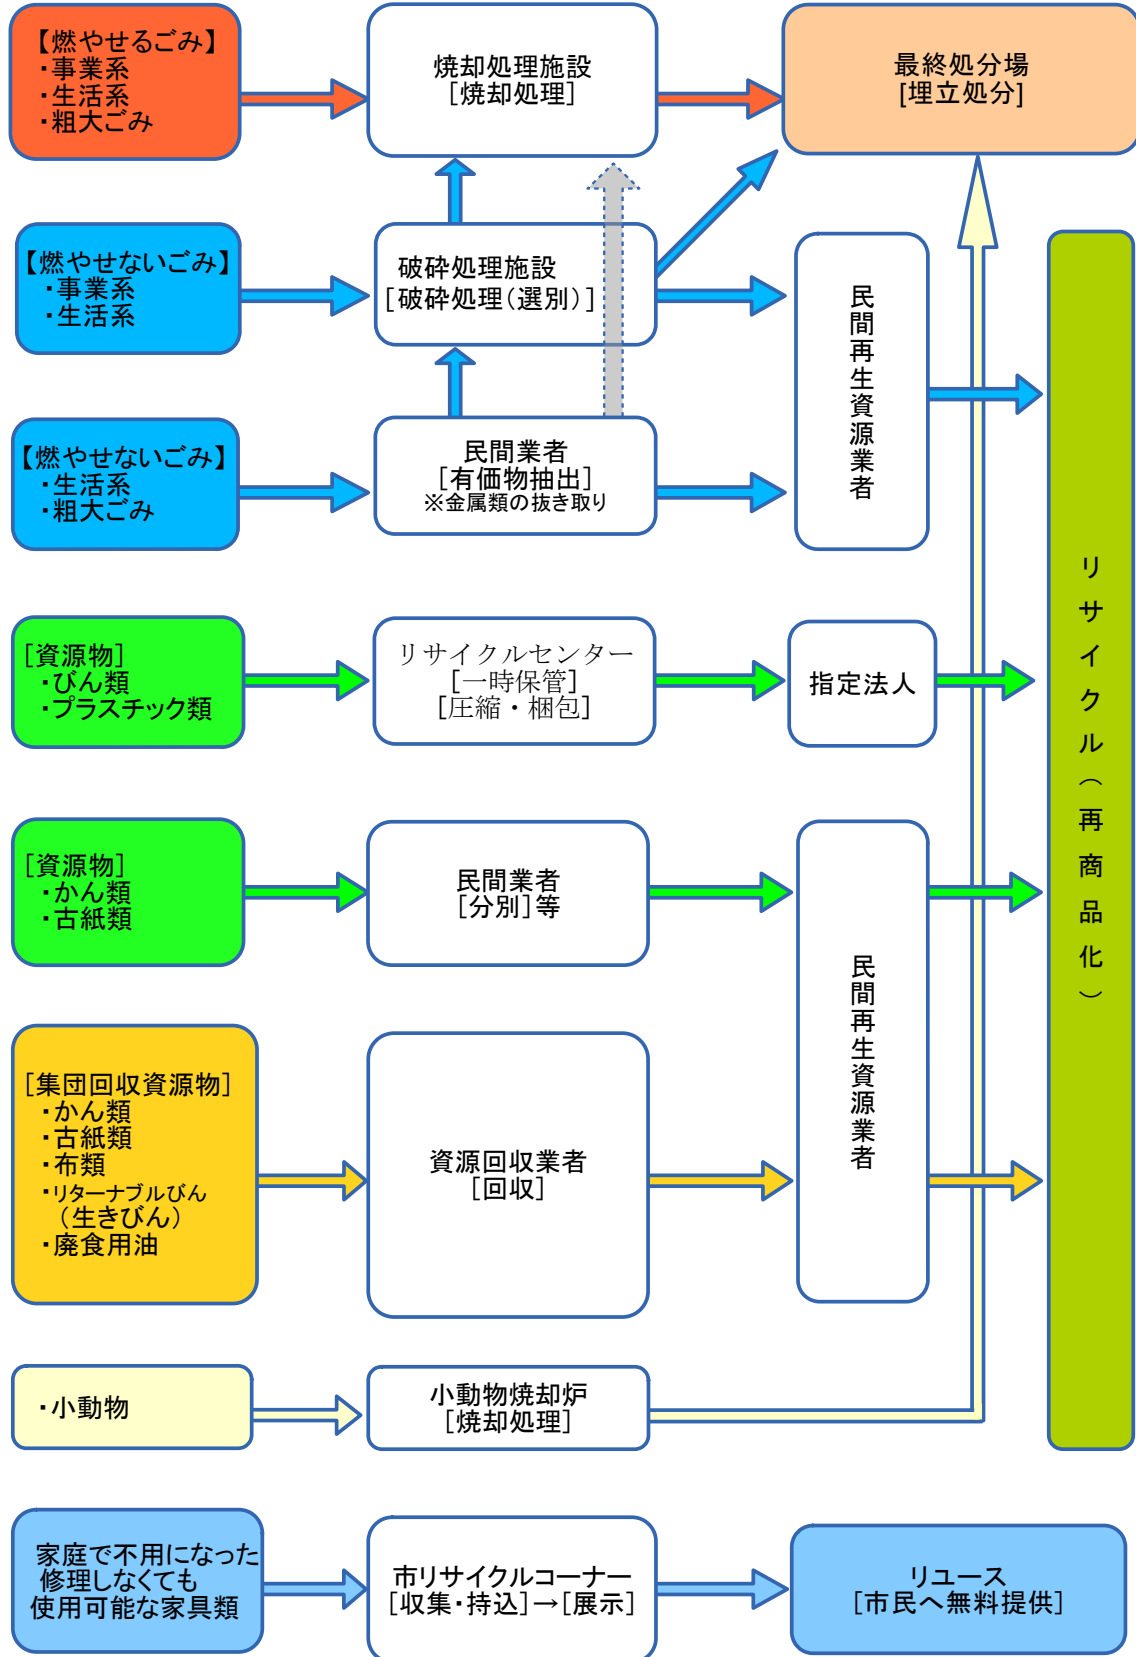 【燃やせるごみ】
・事業系
・生活系
・粗大ごみ
焼却処理施設
[焼却処理]
最終処分場
[埋立処分]
【燃やせないごみ】
・事業系
・生活系
破砕処理施設
[破砕処理(選別)]
民間再生資源業者
【燃やせないごみ】
・生活系
・粗大ごみ
民間業者
[有価物抽出]
※金属類の抜き取り
リサイクル(再商品化)
[資源物]
・びん類
・プラスチック類
リサイクルセンター
[一時保管]
[圧縮・梱包]
指定法人
[資源物]
・かん類
・古紙類
民間業者
[分別]等
民間再生資源業者
[集団回収資源物]
・かん類
・古紙類
・布類
・リターナブルびん
(生きびん)
・廃食用油
資源回収業者
[回収]
・小動物
小動物焼却炉
[焼却処理]
家庭で不用になった
修理しなくても
使用可能な家具類
市リサイクルコーナー
[収集・持込]→[展示]
リユース
[市民へ無料提供]